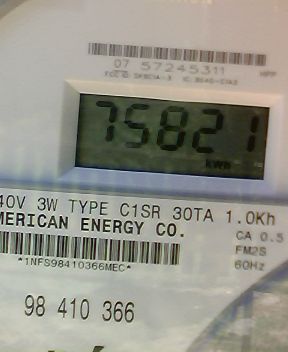 07 57245311
75821
kWh
40V 3W TYPE C1SR 30TA 1.0Kh
MERICAN ENERGY CO.
CA 0.5
FM2S
60Hz
*1NFS98410366MEC*
98 410 366